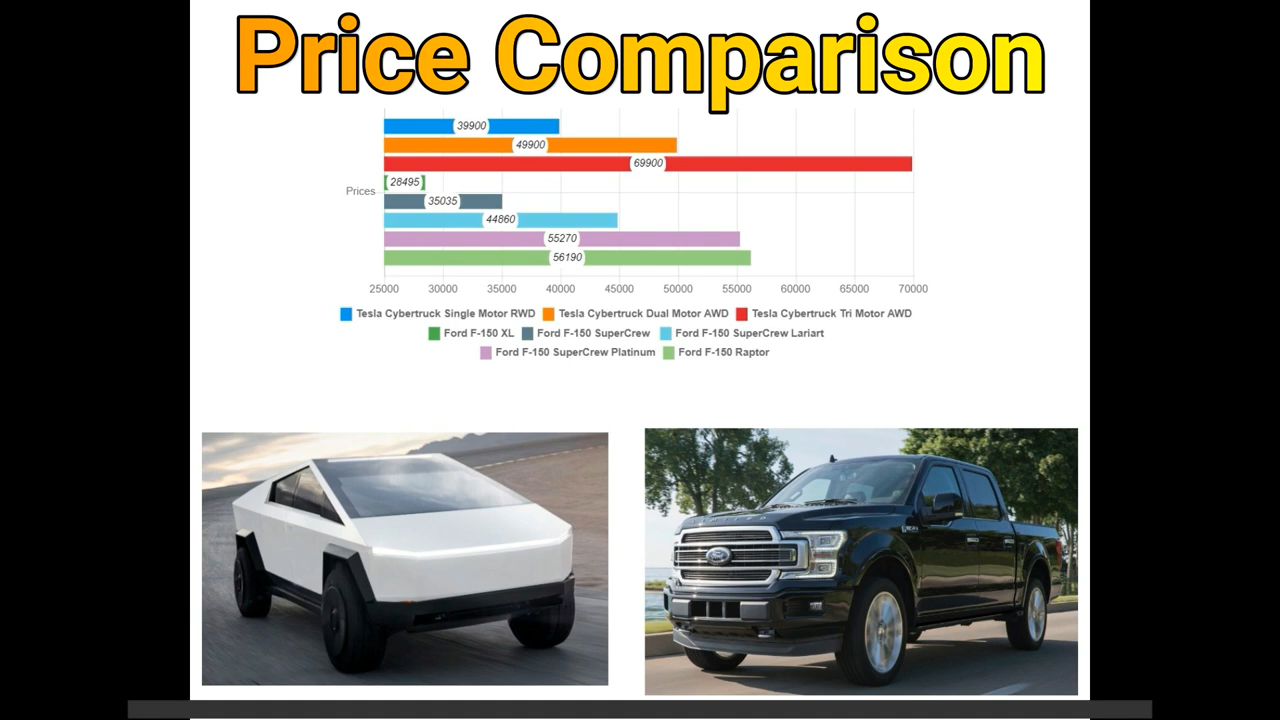 Price Comparison
39900
49900
69900
28495
Prices
35035
44860
55270
56190
25000 30000 35000 40000 45000 50000 55000 60000 65000 70000
Tesla Cybertruck Single Motor RWD Tesla Cybertruck Dual Motor AWD Tesla Cybertruck Tri Motor AWD
Ford F-150 XL Ford F-150 SuperCrew Ford F-150 SuperCrew Lariart
Ford F-150 SuperCrew Platinum Ford F-150 Raptor
Ford